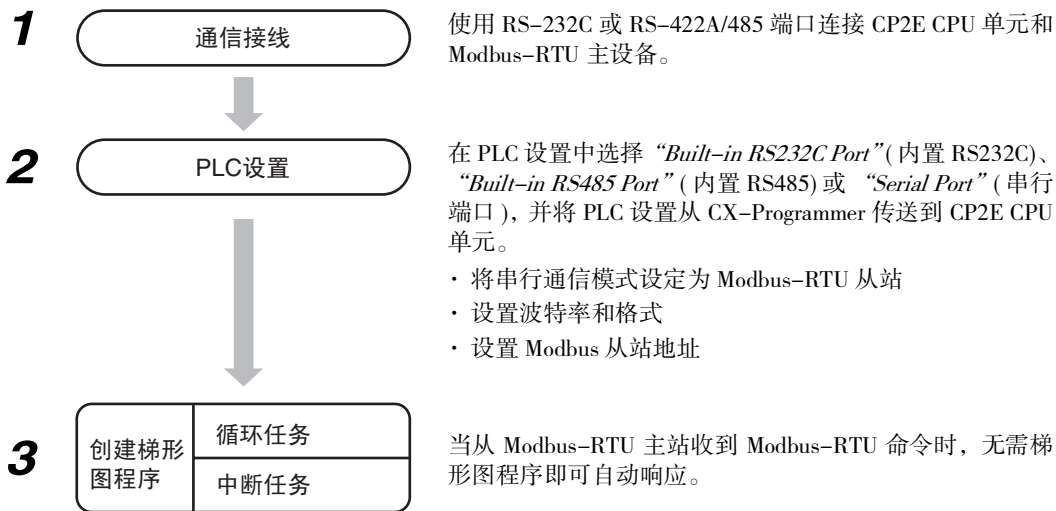 1
通信接线
使用 RS-232C 或 RS-422A/485 端口连接 CP2E CPU 单元和
Modbus-RTU 主设备。
2
PLC设置
在 PLC 设置中选择 “Built-in RS232C Port”( 内置 RS232C)、
“Built-in RS485 Port” ( 内置 RS485) 或 “Serial Port” ( 串行
端口 ), 并将 PLC 设置从 CX-Programmer 传送到 CP2E CPU
单元。
· 将串行通信模式设定为 Modbus-RTU 从站
· 设置波特率和格式
· 设置 Modbus 从站地址
3
创建梯形
图程序
循环任务
中断任务
当从 Modbus-RTU 主站收到 Modbus-RTU 命令时，无需梯
形图程序即可自动响应。